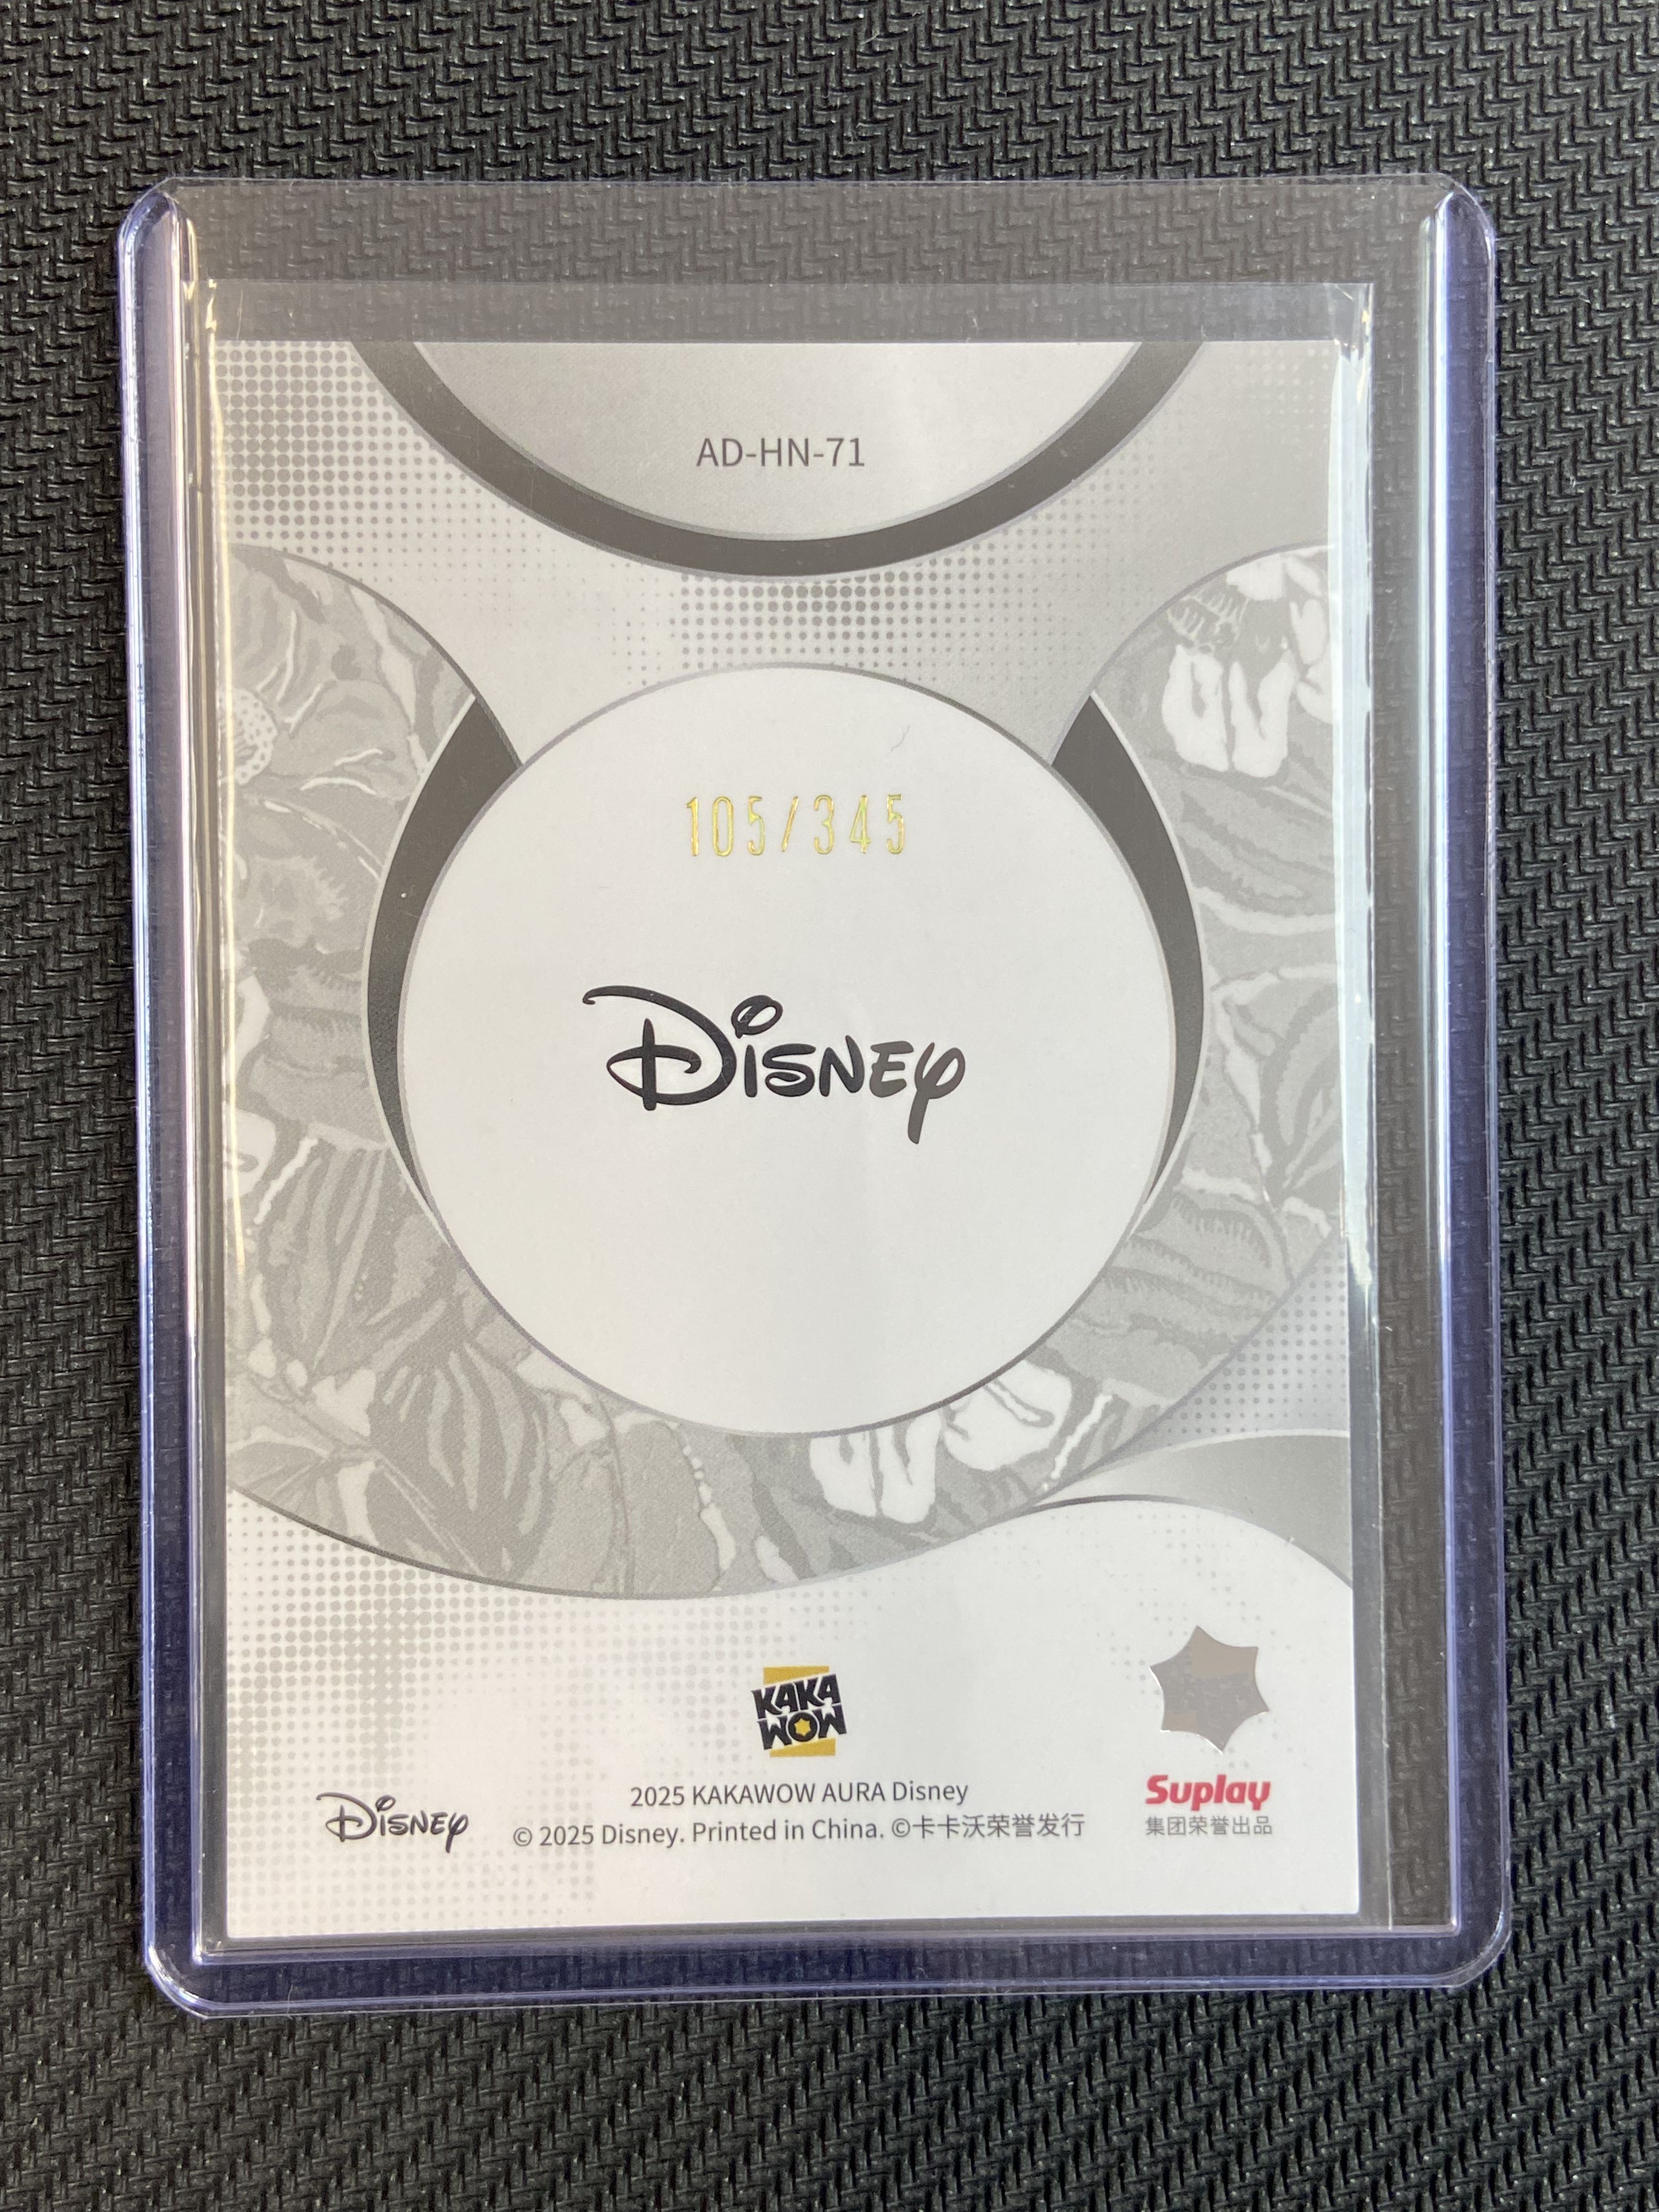 AD-HN-71
105/345
Disney
KAKA
WOW
2025 KAKAWOW AURA Disney
Disney
© 2025 Disney. Printed in China. ©卡卡沃荣誉发行
Suplay
集团荣誉出品